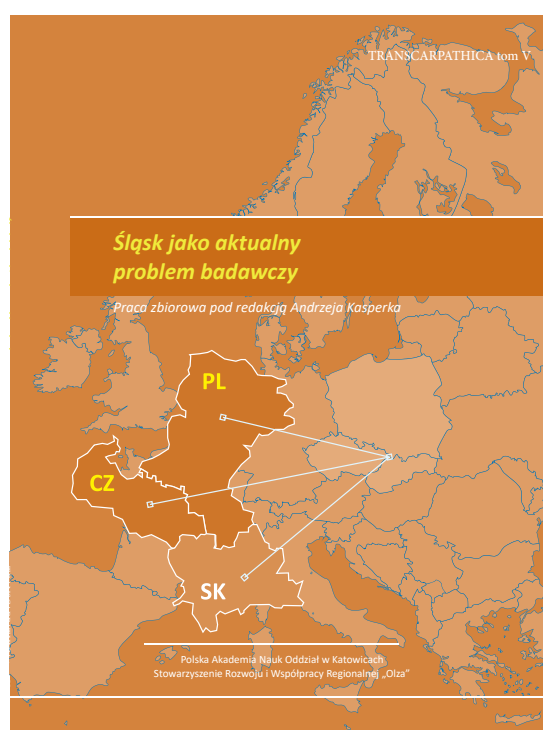 TRANSCARPATHICA tom V
Śląsk jako aktualny
problem badawczy
Praca zbiorowa pod redakcją Andrzeja Kasperka
PL
CZ
SK
Polska Akademia Nauk Oddział w Katowicach
Stowarzyszenie Rozwoju i Współpracy Regionalnej „Olza”